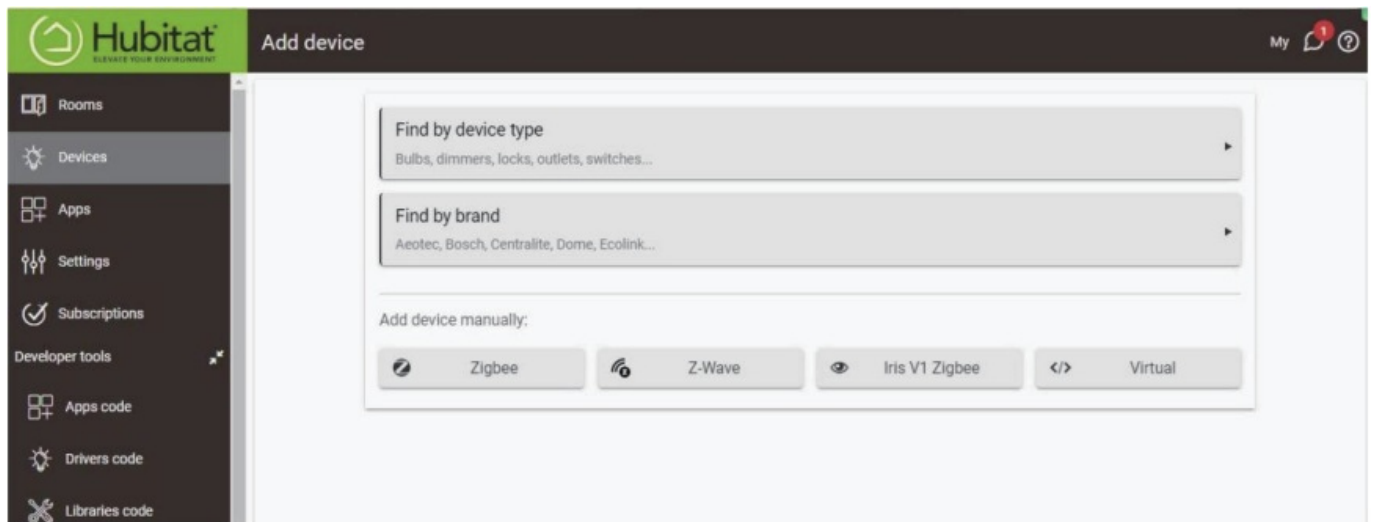 Hubitat
ELEVATE YOUR ENVIRONMENT
Add device
My
1
?
Rooms
Devices
Apps
Settings
Subscriptions
Developer tools
Apps code
Drivers code
Libraries code
Find by device type
Bulbs, dimmers, locks, outlets, switches...
Find by brand
Aeotec, Bosch, Centralite, Dome, Ecolink...
Add device manually:
Zigbee
Z-Wave
Iris V1 Zigbee
</> Virtual